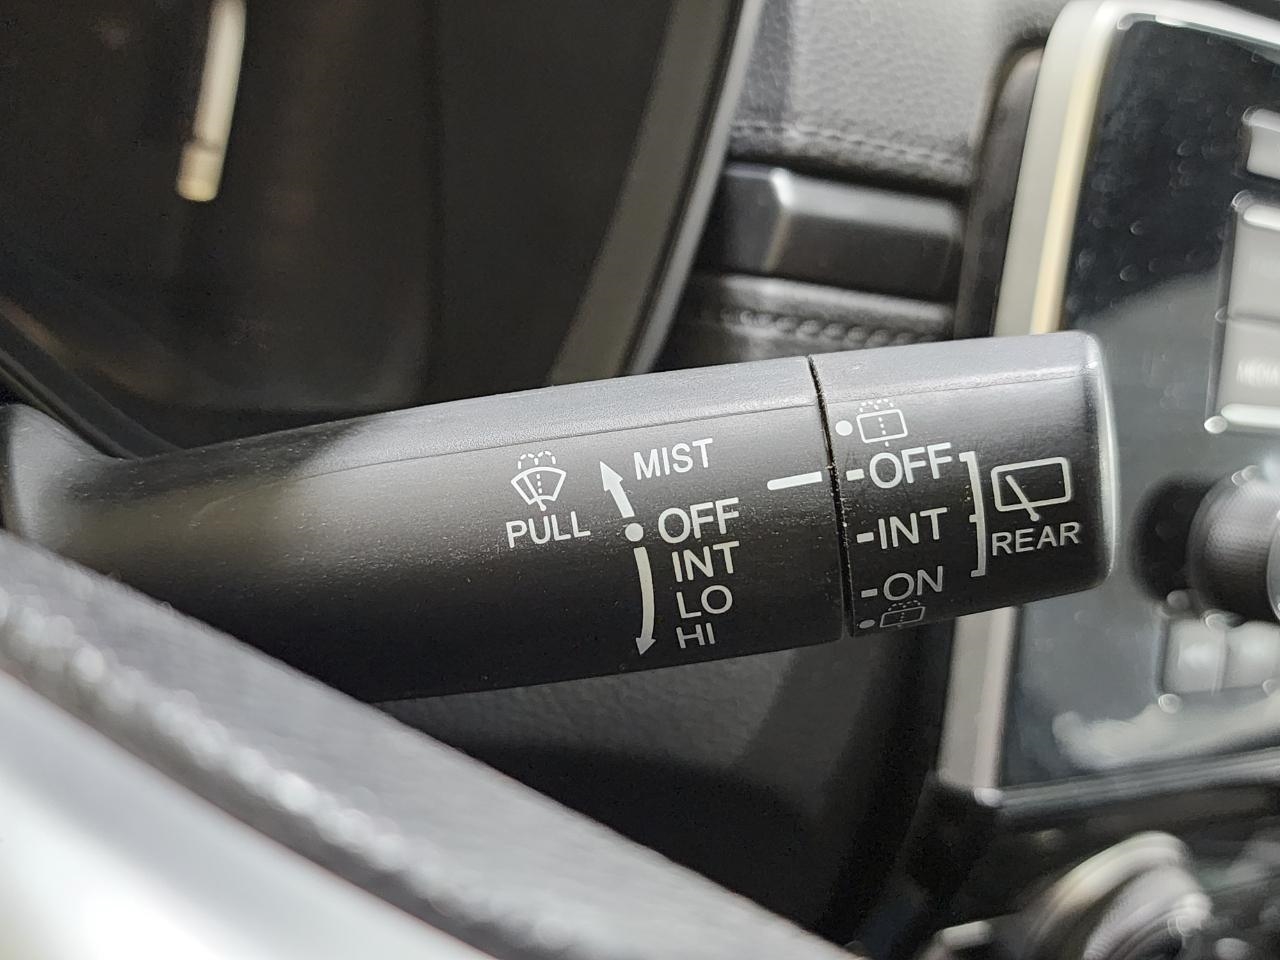 MIST
PULL
OFF
INT
LO
HI
OFF
INT
ON
REAR